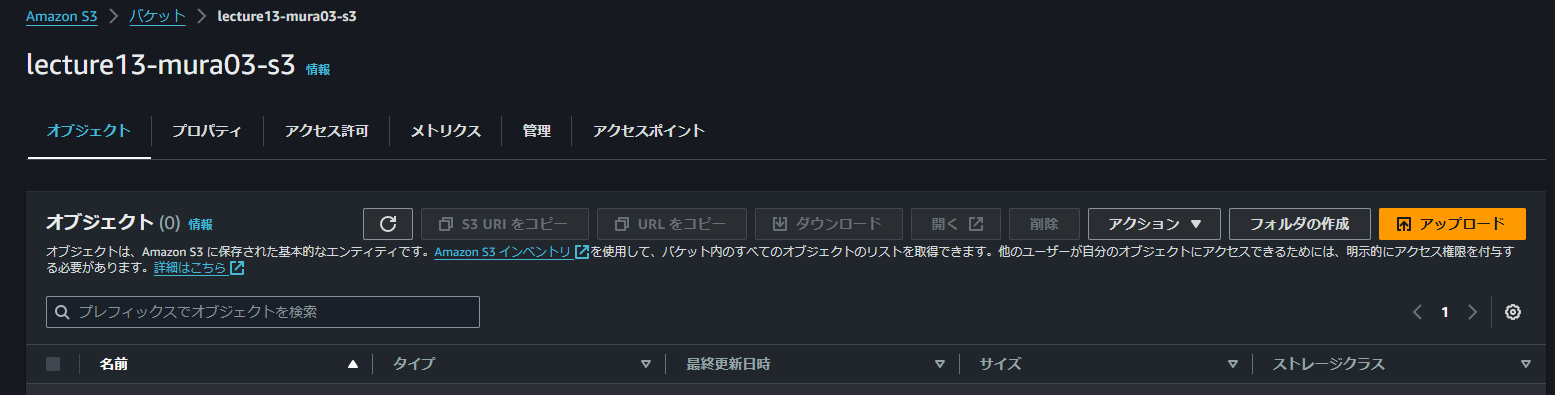 Amazon S3 > バケット > lecture13-mura03-s3
lecture13-mura03-s3 情報
オブジェクト プロパティ アクセス許可 メトリクス 管理 アクセスポイント
オブジェクト (0) 情報 S3 URI をコピー URL をコピー ダウンロード 開く 削除 アクション フォルダの作成 アップロード
オブジェクトは、Amazon S3 に保存された基本的なエンティティです。Amazon S3 インベントリ を使用して、バケット内のすべてのオブジェクトのリストを取得できます。他のユーザーが自分のオブジェクトにアクセスできるためには、明示的にアクセス権限を付与す
る必要があります。詳細はこちら
プレフィックスでオブジェクトを検索 1
名前 タイプ 最終更新日時 サイズ ストレージクラス